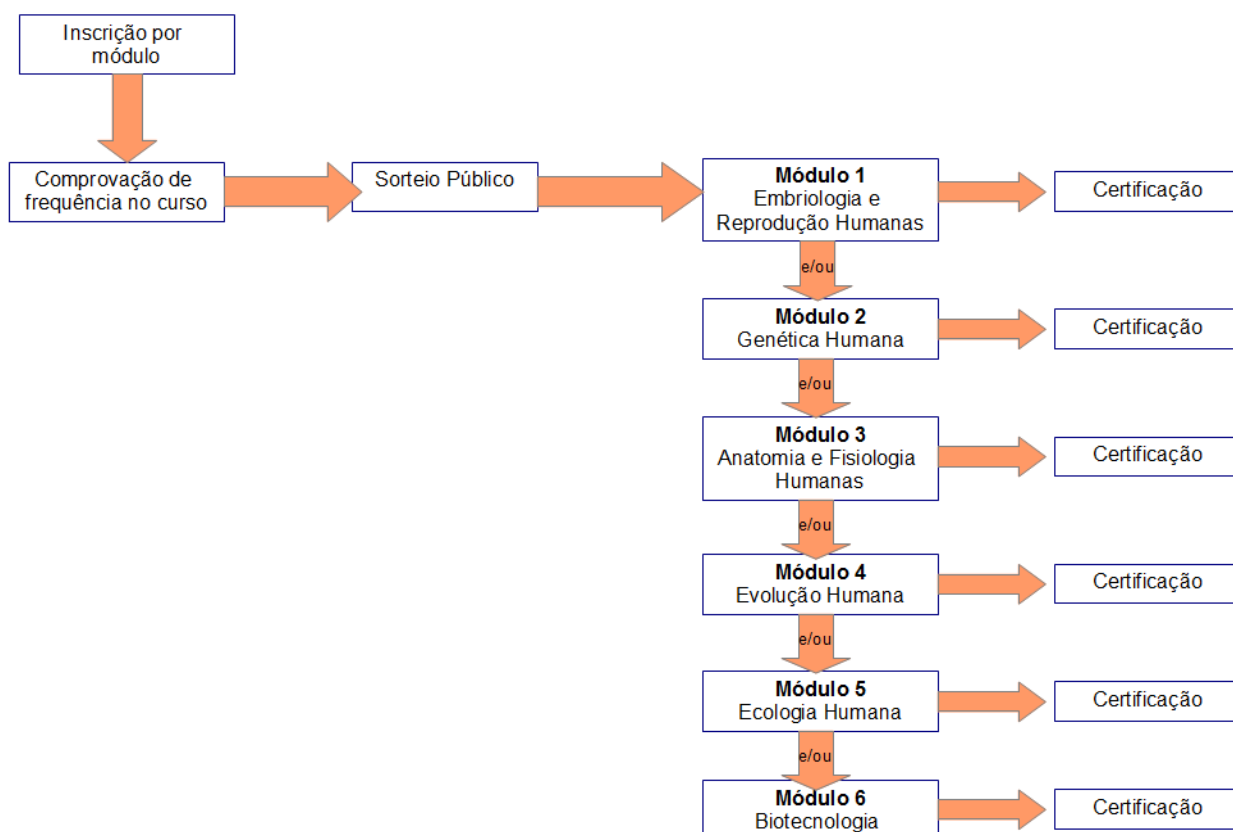 Inscrição por
módulo
Comprovação de
frequência no curso
Sorteio Público
Módulo 1
Embriologia e
Reprodução Humanas
Certificação
e/ou
Módulo 2
Genética Humana
Certificação
e/ou
Módulo 3
Anatomia e Fisiologia
Humanas
Certificação
e/ou
Módulo 4
Evolução Humana
Certificação
e/ou
Módulo 5
Ecologia Humana
Certificação
e/ou
Módulo 6
Biotecnologia
Certificação